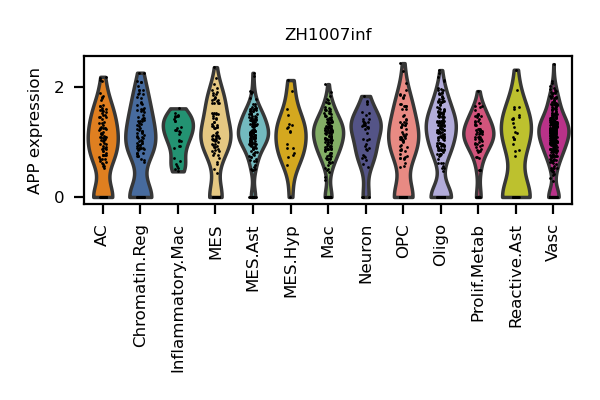 ZH1007inf
APP expression
2
0
AC
Chromatin.Reg
Inflammatory.Mac
MES
MES.Ast
MES.Hyp
Mac
Neuron
OPC
Oligo
Prolif.Metab
Reactive.Ast
Vasc